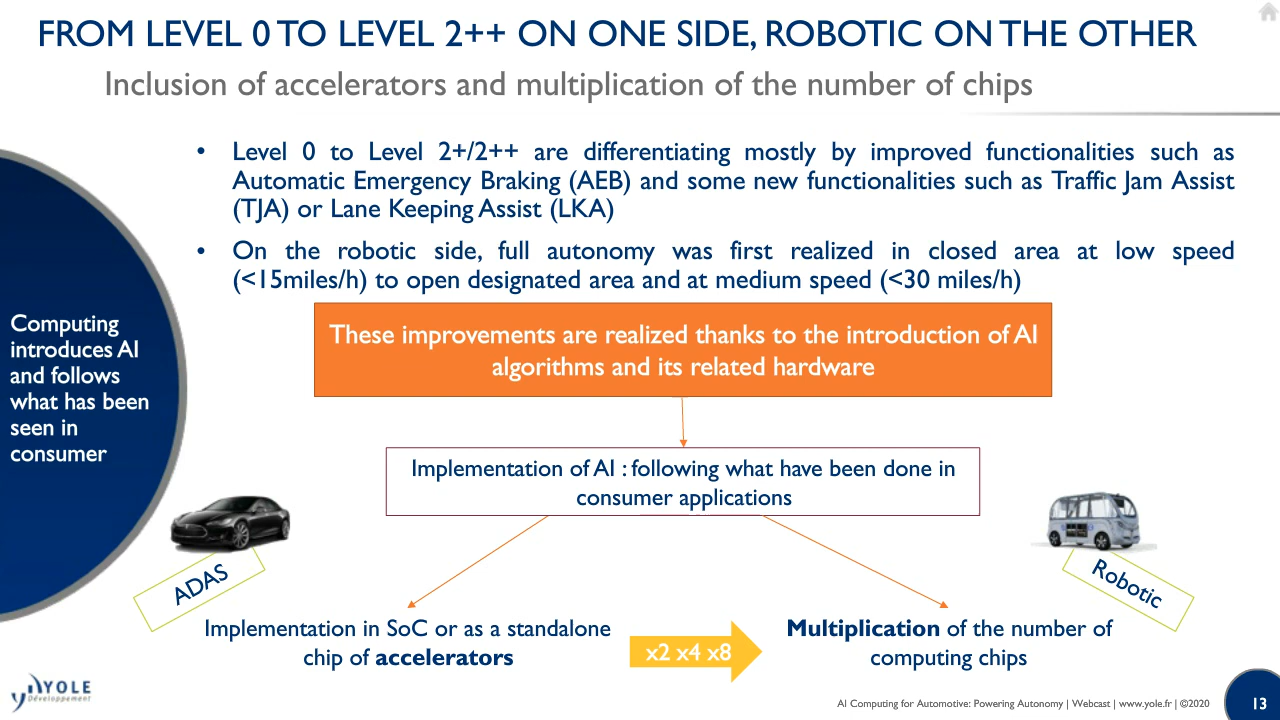 FROM LEVEL 0 TO LEVEL 2++ ON ONE SIDE, ROBOTIC ON THE OTHER
Inclusion of accelerators and multiplication of the number of chips
• Level 0 to Level 2+/2++ are differentiating mostly by improved functionalities such as
Automatic Emergency Braking (AEB) and some new functionalities such as Traffic Jam Assist
(TJA) or Lane Keeping Assist (LKA)
• On the robotic side, full autonomy was first realized in closed area at low speed
(<15miles/h) to open designated area and at medium speed (<30 miles/h)
Computing
introduces AI
and follows
what has been
seen in
consumer
These improvements are realized thanks to the introduction of AI
algorithms and its related hardware
Implementation of AI : following what have been done in
consumer applications
ADAS
Robotic
Implementation in SoC or as a standalone
chip of accelerators
x2 x4 x8
Multiplication of the number of
computing chips
YOLE
Développement
AI Computing for Automotive: Powering Autonomy | Webcast | www.yole.fr | ©2020
13